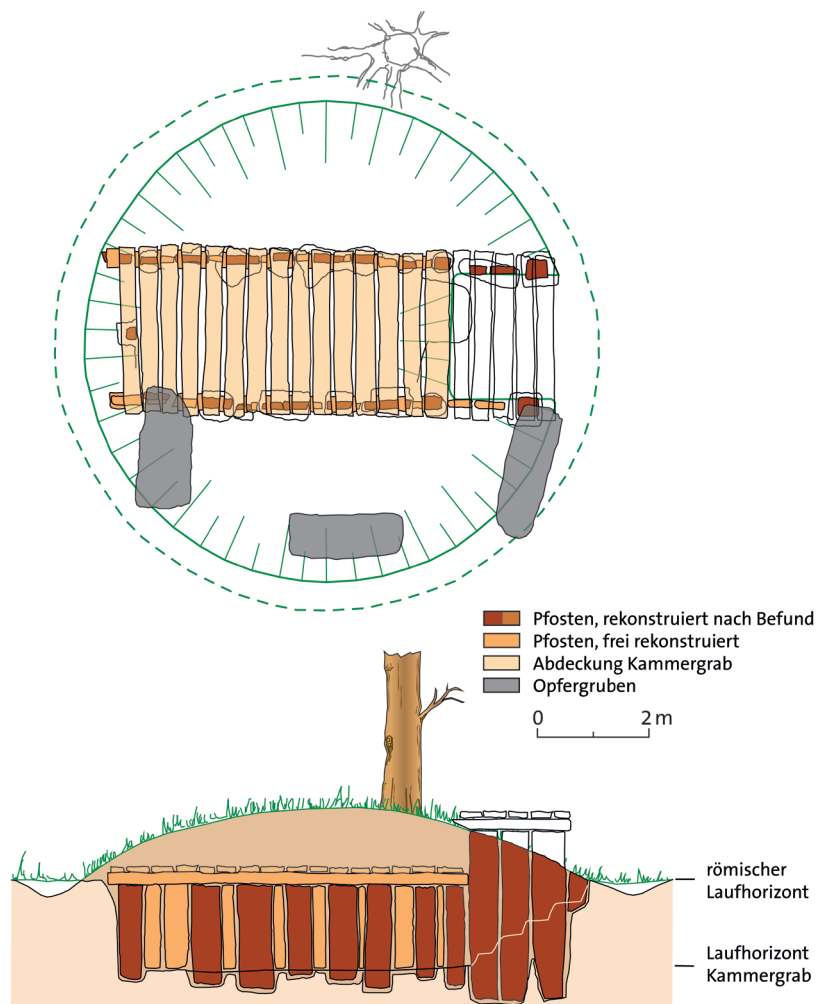 Pfosten, rekonstruiert nach Befund
Pfosten, frei rekonstruiert
Abdeckung Kammergrab
Opfergruben
0 2 m
römischer
Laufhorizont
Laufhorizont
Kammergrab